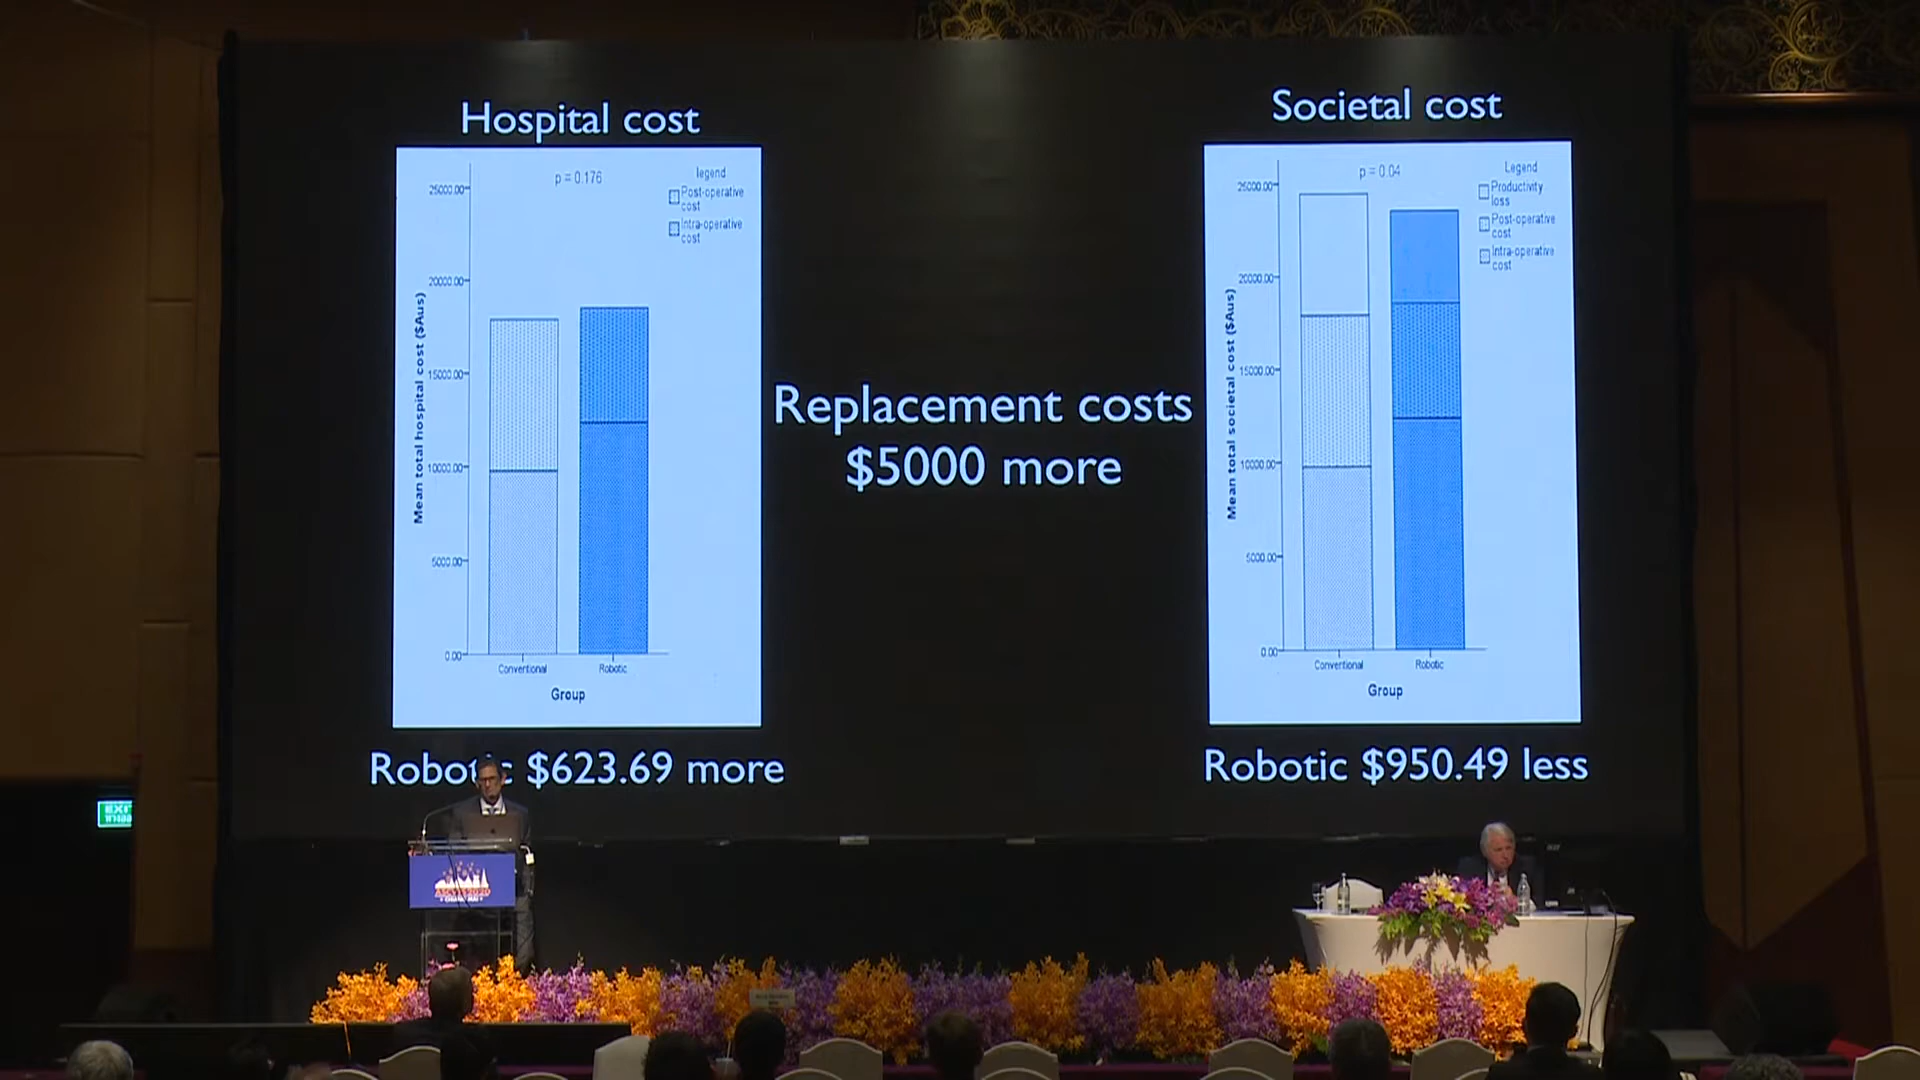 Hospital cost
p = 0.176
legend
Post-operative
cost
Intra-operative
cost
25000.00
20000.00
15000.00
10000.00
5000.00
0.00
Mean total hospital cost ($Aus)
Conventional
Robotic
Group
Robotic $623.69 more
Replacement costs
$5000 more
Societal cost
p = 0.04
Legend
Productivity
loss
Post-operative
cost
Intra-operative
cost
25000.00
20000.00
15000.00
10000.00
5000.00
0.00
Mean total societal cost ($Aus)
Conventional
Robotic
Group
Robotic $950.49 less
EXIT